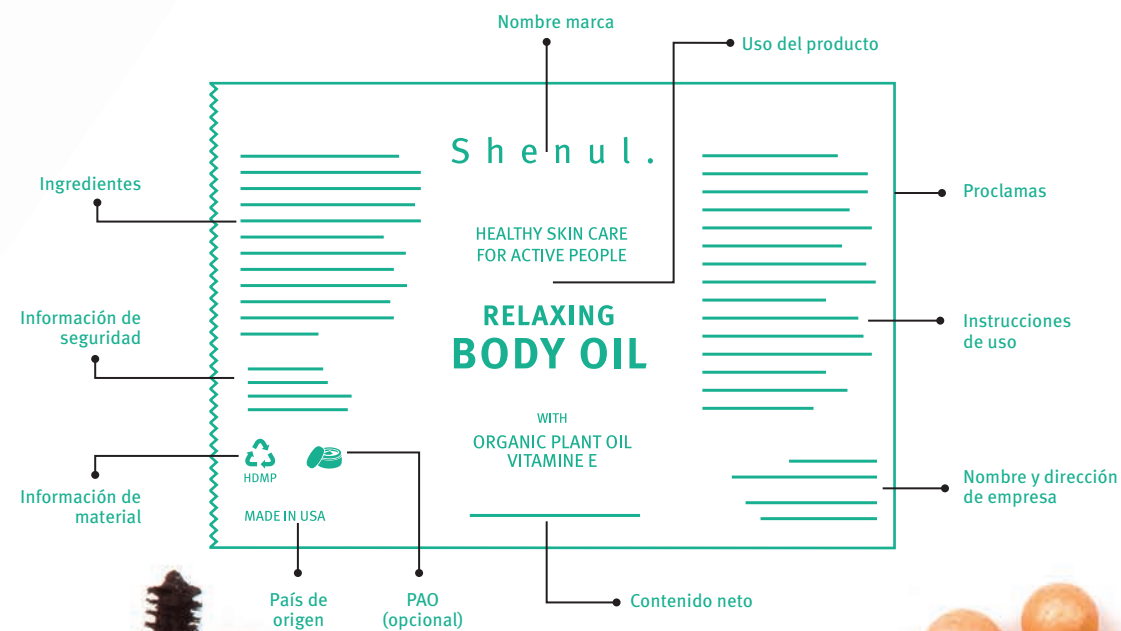 Nombre marca
Uso del producto
Shenul.
Ingredientes
Proclamas
HEALTHY SKIN CARE
FOR ACTIVE PEOPLE
RELAXING
BODY OIL
Información de
seguridad
Instrucciones
de uso
WITH
ORGANIC PLANT OIL
VITAMINE E
HDMP
Información de
material
MADE IN USA
Nombre y dirección
de empresa
País de
origen
PAO
(opcional)
Contenido neto